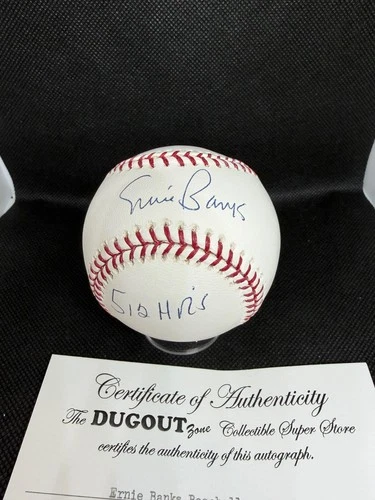 Ernie Banks
512 HR's
Certificate of Authenticity
The DUGOUT Zone Collectible Super Store
certifies the authenticity of this autograph.
Ernie Banks Baseball